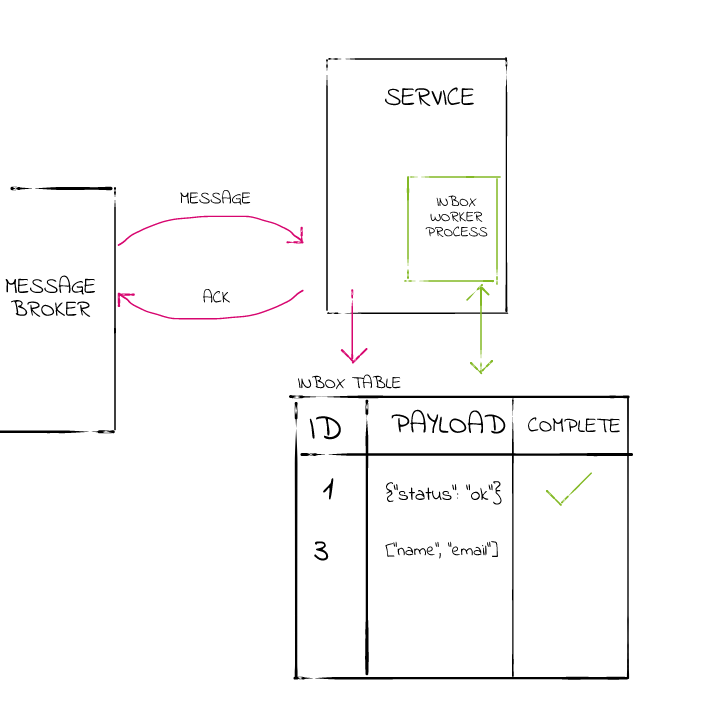 SERVICE
MESSAGE
INBOX
WORKER
PROCESS
MESSAGE
BROKER
ACK
INBOX TABLE
ID PAYLOAD COMPLETE
1 {"status": "ok"}
3 ["name", "email"]